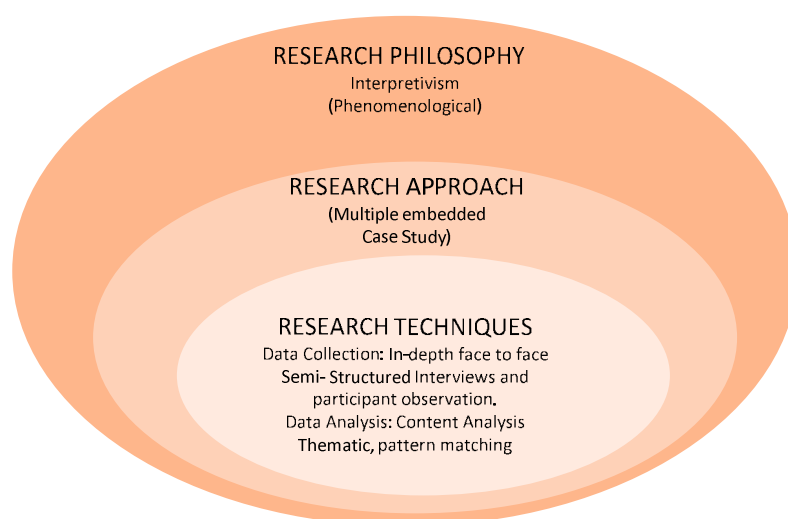 RESEARCH PHILOSOPHY
Interpretivism
(Phenomenological)
RESEARCH APPROACH
(Multiple embedded
Case Study)
RESEARCH TECHNIQUES
Data Collection: In-depth face to face
Semi- Structured Interviews and
participant observation.
Data Analysis: Content Analysis
Thematic, pattern matching